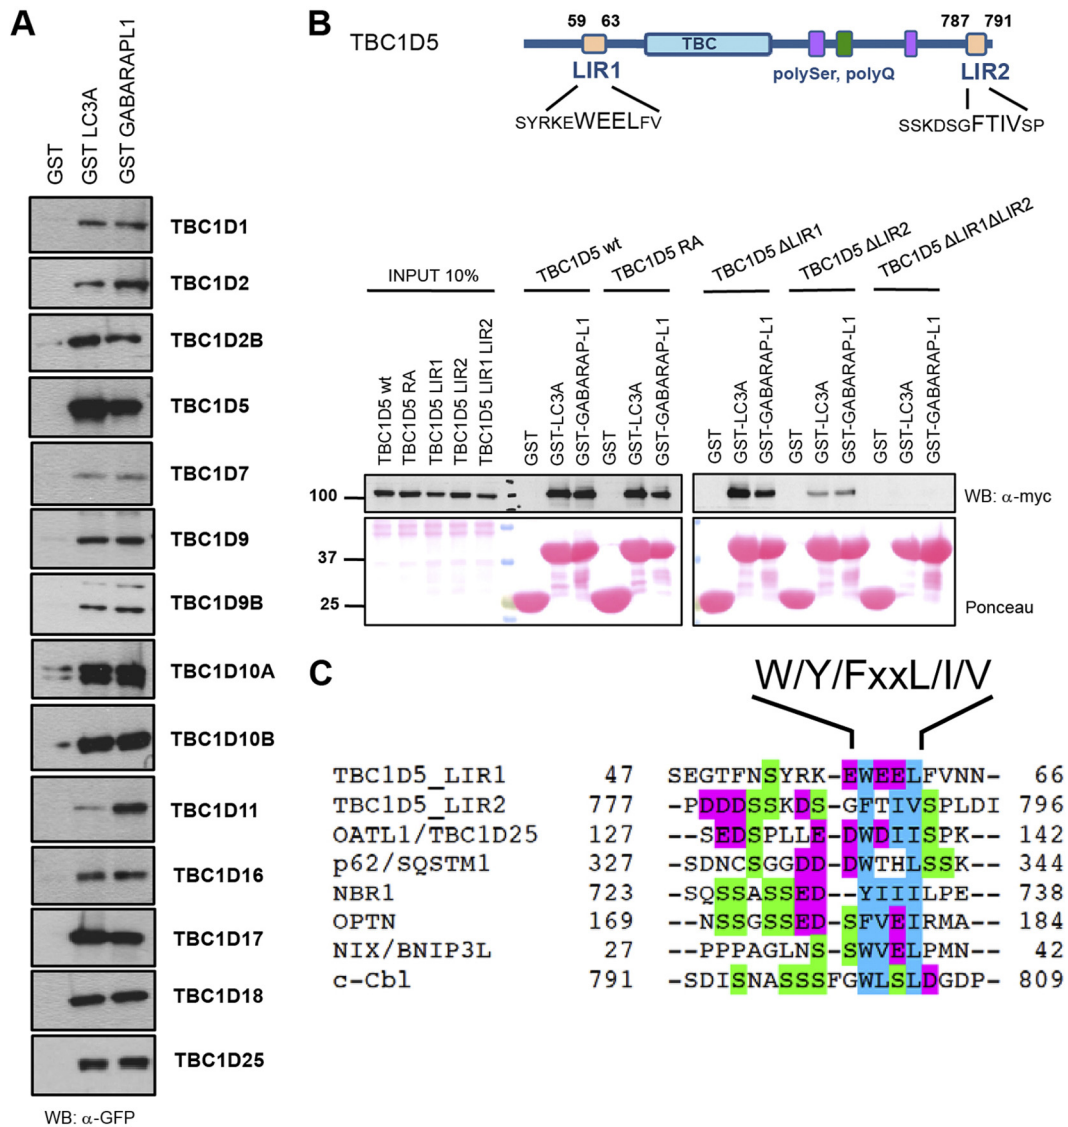 A
GST
GST LC3A
GST GABARAPL1
TBC1D1
TBC1D2
TBC1D2B
TBC1D5
TBC1D7
TBC1D9
TBC1D9B
TBC1D10A
TBC1D10B
TBC1D11
TBC1D16
TBC1D17
TBC1D18
TBC1D25
WB: α-GFP
B
TBC1D5
59 63
787 791
TBC
LIR1
polySer, polyQ
LIR2
SYRKEWEELFV
SSKDSGFTIVSP
INPUT 10%
TBC1D5 wt
TBC1D5 RA
TBC1D5 ΔLIR1
TBC1D5 ΔLIR2
TBC1D5 ΔLIR1ΔLIR2
TBC1D5 wt
TBC1D5 RA
TBC1D5 LIR1
TBC1D5 LIR2
TBC1D5 LIR1 LIR2
GST
GST-LC3A
GST-GABARAP-L1
GST
GST-LC3A
GST-GABARAP-L1
GST
GST-LC3A
GST-GABARAP-L1
GST
GST-LC3A
GST-GABARAP-L1
GST
GST-LC3A
GST-GABARAP-L1
100
WB: α-myc
37
25
Ponceau
C
W/Y/FxxL/I/V
TBC1D5_LIR1 47 SEGTFNSYRK-EWEELFVNN- 66
TBC1D5_LIR2 777 -PDDDSSKDS-GFTIVSPLDI 796
OATL1/TBC1D25 127 --SEDSPLLE-DWDIISPK-- 142
p62/SQSTM1 327 -SDNCSGGDD-DWTHLSSK-- 344
NBR1 723 -SQSSASSED--YIIIILPE-- 738
OPTN 169 --NSSGSSED-SFVEIRMA-- 184
NIX/BNIP3L 27 --PPPAGLNS-SWVELPMN-- 42
c-Cbl 791 -SDISNASSSFGWLSLDGDP- 809